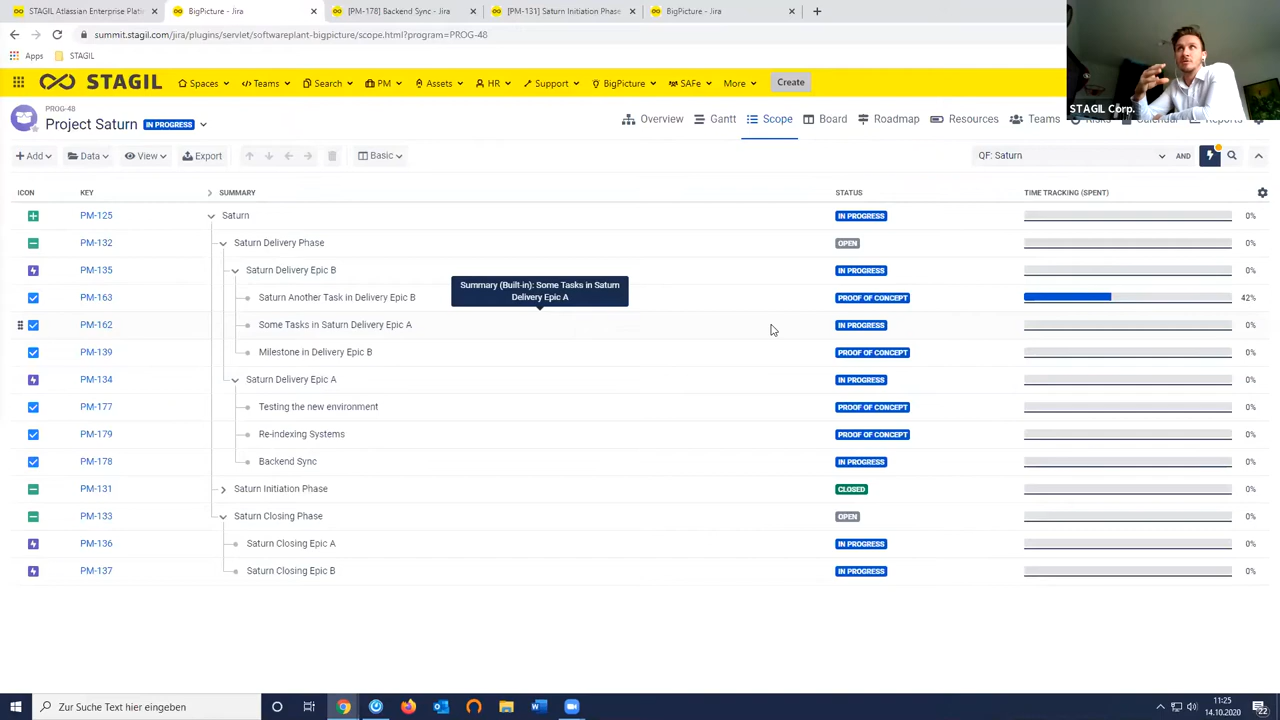 STAGIL Atlassian Enterprise Plati
BigPicture - Jira
[PM-178] Backend Sync - Jira
[PM-131] Saturn Initiation Phase
BigPicture - Jira
summit.stagil.com/jira/plugins/servlet/softwareplant-bigpicture/scope.html?program=PROG-48
Apps STAGIL
STAGIL Spaces Teams Search PM Assets HR Support BigPicture SAFe More Create
STAGIL Corp.
PROG-48
Project Saturn IN PROGRESS
Overview Gantt Scope Board Roadmap Resources Teams Risks Calendar Reports
Add Data View Export Basic QF: Saturn AND
ICON KEY SUMMARY STATUS TIME TRACKING (SPENT)
PM-125 Saturn IN PROGRESS 0%
PM-132 Saturn Delivery Phase OPEN 0%
PM-135 Saturn Delivery Epic B IN PROGRESS 0%
Summary (Built-in): Some Tasks in Saturn
Delivery Epic A
PM-163 Saturn Another Task in Delivery Epic B PROOF OF CONCEPT 42%
PM-162 Some Tasks in Saturn Delivery Epic A IN PROGRESS 0%
PM-139 Milestone in Delivery Epic B PROOF OF CONCEPT 0%
PM-134 Saturn Delivery Epic A IN PROGRESS 0%
PM-177 Testing the new environment PROOF OF CONCEPT 0%
PM-179 Re-indexing Systems PROOF OF CONCEPT 0%
PM-178 Backend Sync IN PROGRESS 0%
PM-131 Saturn Initiation Phase CLOSED 0%
PM-133 Saturn Closing Phase OPEN 0%
PM-136 Saturn Closing Epic A IN PROGRESS 0%
PM-137 Saturn Closing Epic B IN PROGRESS 0%
Zur Suche Text hier eingeben
11:25
14.10.2020
22